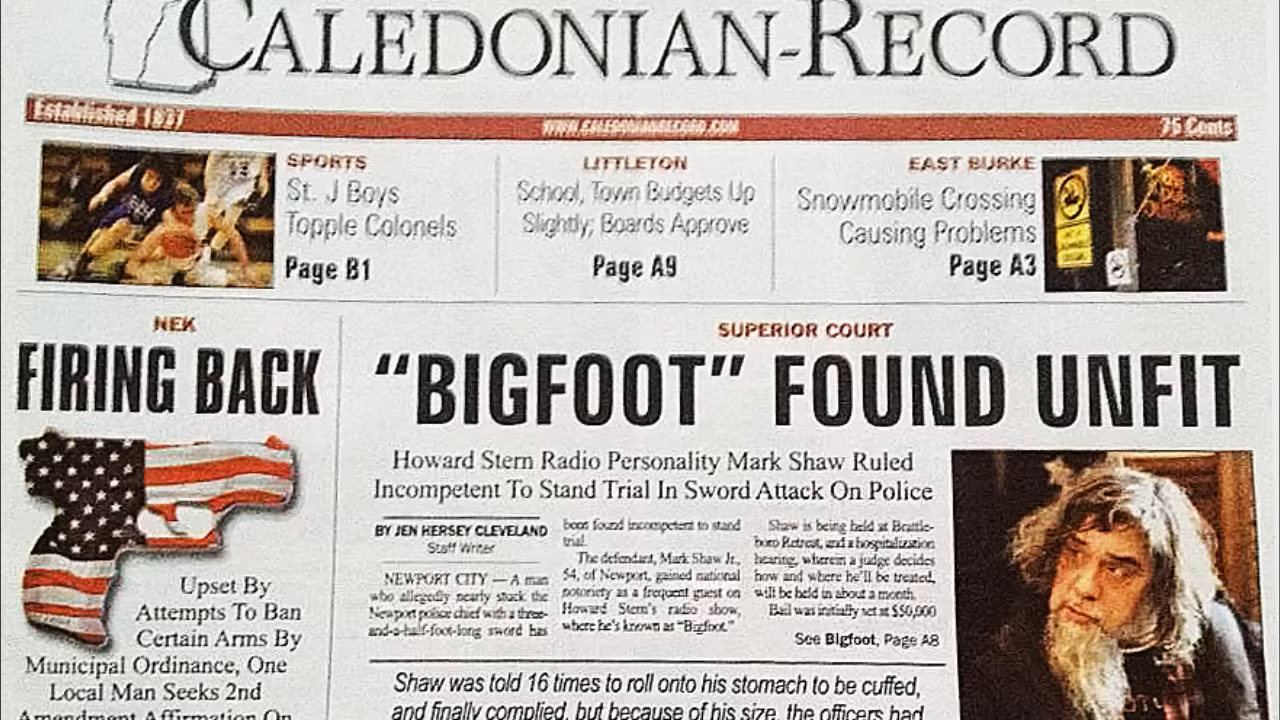 CALEDONIAN-RECORD
Established 1837
WWW.CALEDONIANRECORD.COM
75 Cents
SPORTS
St. J Boys
Topple Colonels
Page B1
LITTLETON
School, Town Budgets Up
Slightly; Boards Approve
Page A9
EAST BURKE
Snowmobile Crossing
Causing Problems
Page A3
NEK
FIRING BACK
Upset By
Attempts To Ban
Certain Arms By
Municipal Ordinance, One
Local Man Seeks 2nd
Amendment Affirmation On
SUPERIOR COURT
“BIGFOOT” FOUND UNFIT
Howard Stern Radio Personality Mark Shaw Ruled
Incompetent To Stand Trial In Sword Attack On Police
BY JEN HERSEY CLEVELAND
Staff Writer
NEWPORT CITY — A man
who allegedly nearly stuck the
Newport police chief with a three-
and-a-half-foot-long sword has
been found incompetent to stand
trial.
The defendant, Mark Shaw Jr.,
54, of Newport, gained national
notoriety as a frequent guest on
Howard Stern's radio show,
where he's known as “Bigfoot.”
Shaw is being held at Brattle-
boro Retreat, and a hospitalization
hearing, wherein a judge decides
how and where he'll be treated,
will be held in about a month.
Bail was initially set at $50,000
See Bigfoot, Page A8
Shaw was told 16 times to roll onto his stomach to be cuffed,
and finally complied, but because of his size, the officers had